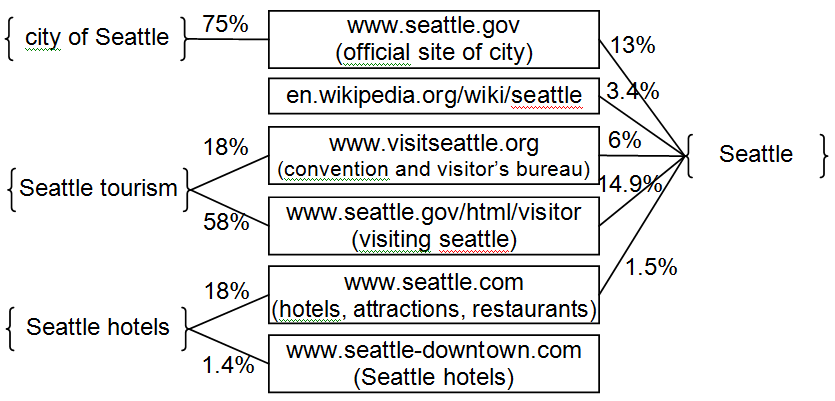 { city of Seattle }
75%
www.seattle.gov
(official site of city)
13%
en.wikipedia.org/wiki/seattle
3.4%
18%
www.visitseattle.org
(convention and visitor's bureau)
6%
{ Seattle }
{ Seattle tourism }
14.9%
58%
www.seattle.gov/html/visitor
(visiting seattle)
1.5%
18%
www.seattle.com
(hotels, attractions, restaurants)
{ Seattle hotels }
1.4%
www.seattle-downtown.com
(Seattle hotels)